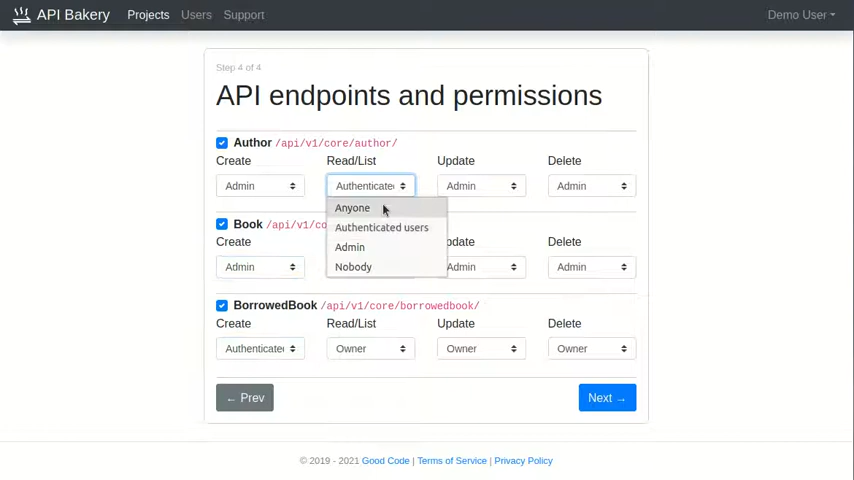 API Bakery Projects Users Support Demo User
Step 4 of 4
API endpoints and permissions
Author /api/v1/core/author/
Create Read/List Update Delete
Admin Authenticated Admin Admin
Anyone
Authenticated users
Admin
Nobody
Book /api/v1/co
Create pdate Delete
Admin Admin Admin
BorrowedBook /api/v1/core/borrowedbook/
Create Read/List Update Delete
Authenticated Owner Owner Owner
← Prev Next →
© 2019 - 2021 Good Code | Terms of Service | Privacy Policy